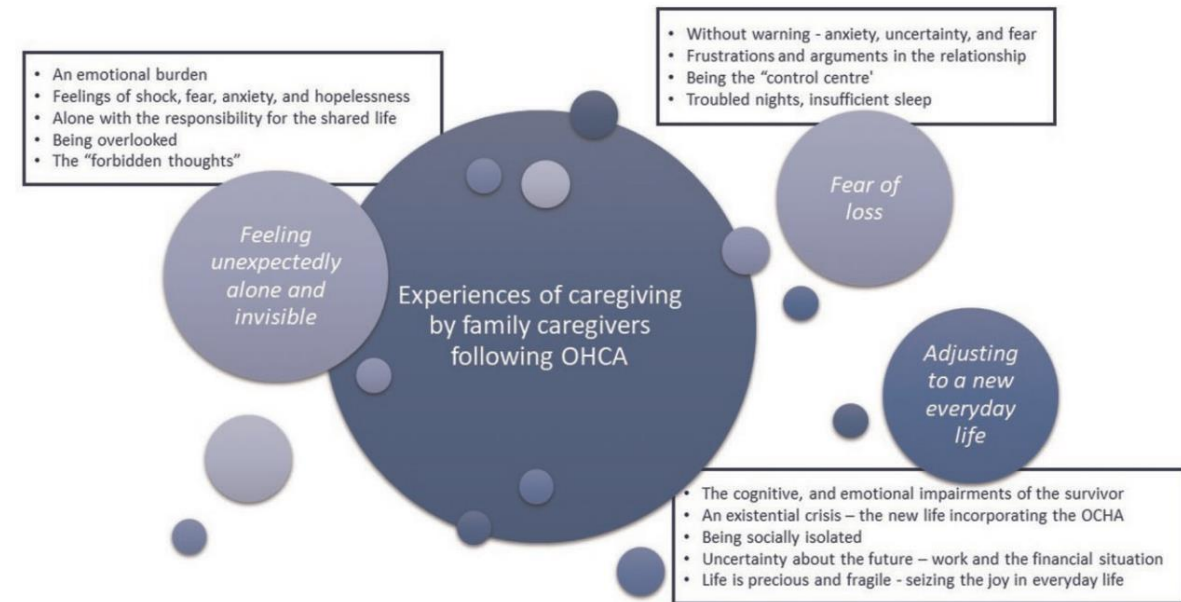 • An emotional burden
• Feelings of shock, fear, anxiety, and hopelessness
• Alone with the responsibility for the shared life
• Being overlooked
• The “forbidden thoughts”
Feeling
unexpectedly
alone and
invisible
Experiences of caregiving
by family caregivers
following OHCA
• Without warning - anxiety, uncertainty, and fear
• Frustrations and arguments in the relationship
• Being the “control centre'
• Troubled nights, insufficient sleep
Fear of
loss
Adjusting
to a new
everyday
life
• The cognitive, and emotional impairments of the survivor
• An existential crisis – the new life incorporating the OCHA
• Being socially isolated
• Uncertainty about the future – work and the financial situation
• Life is precious and fragile - seizing the joy in everyday life